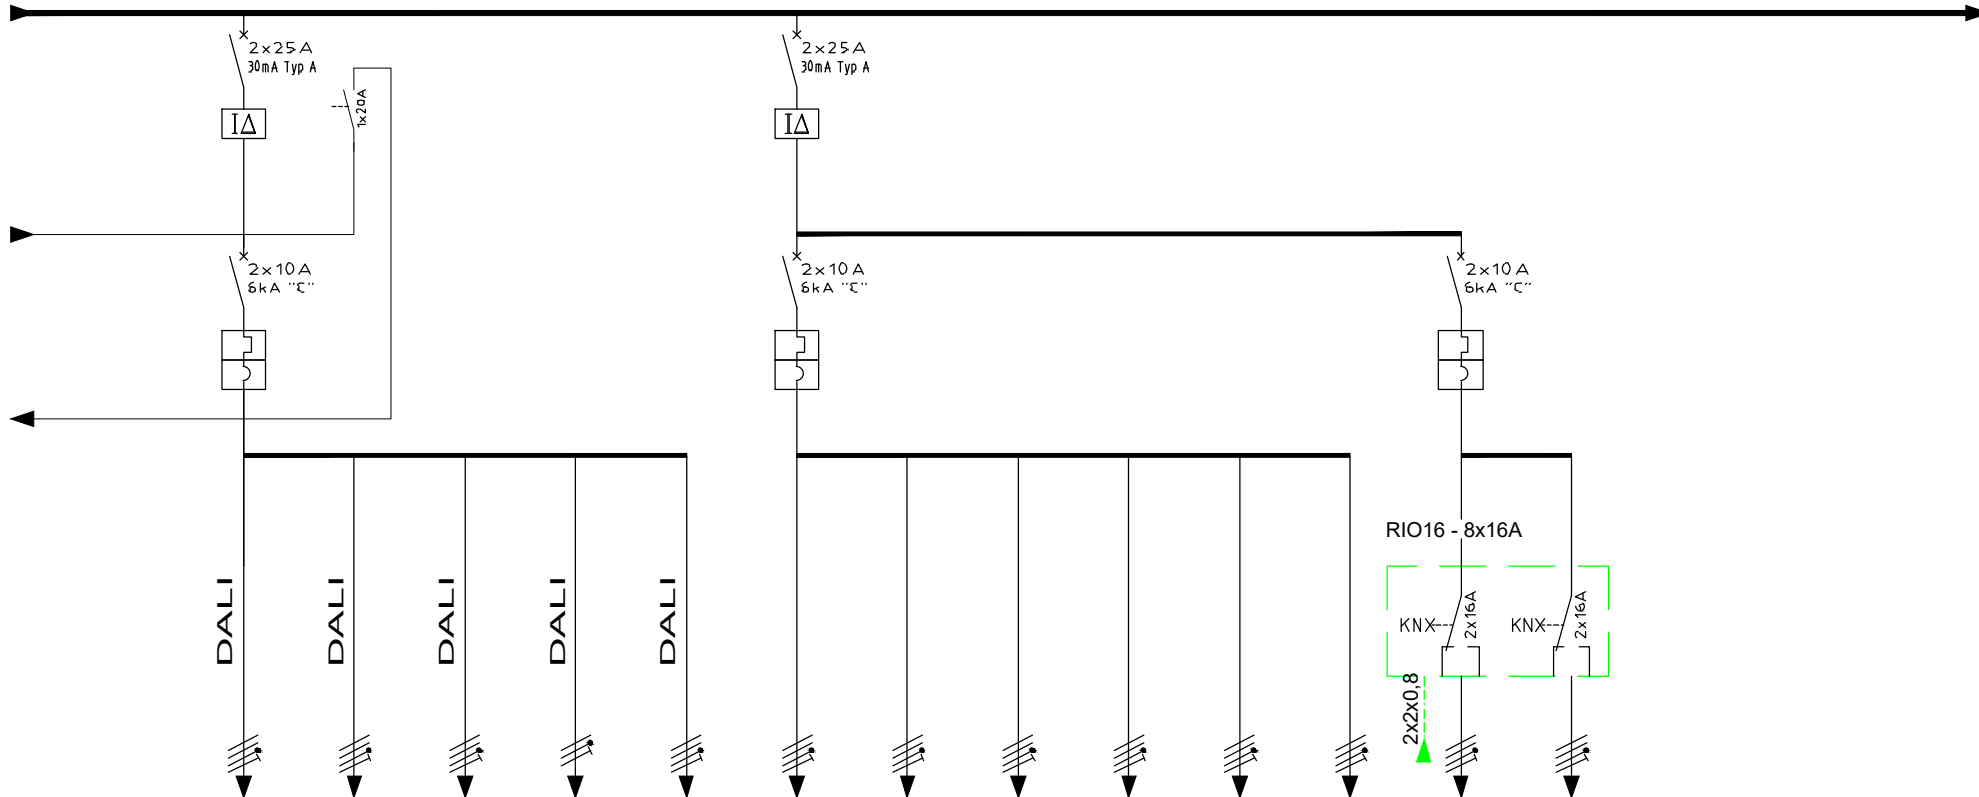 2x25A
30mA Typ A
2x25A
30mA Typ A
1x20A
I∆
I∆
2x10A
6kA "C"
2x10A
6kA "C"
2x10A
6kA "C"
RIO16 - 8x16A
DALI
DALI
DALI
DALI
DALI
KNX
2x16A
KNX
2x16A
2x2x0,8